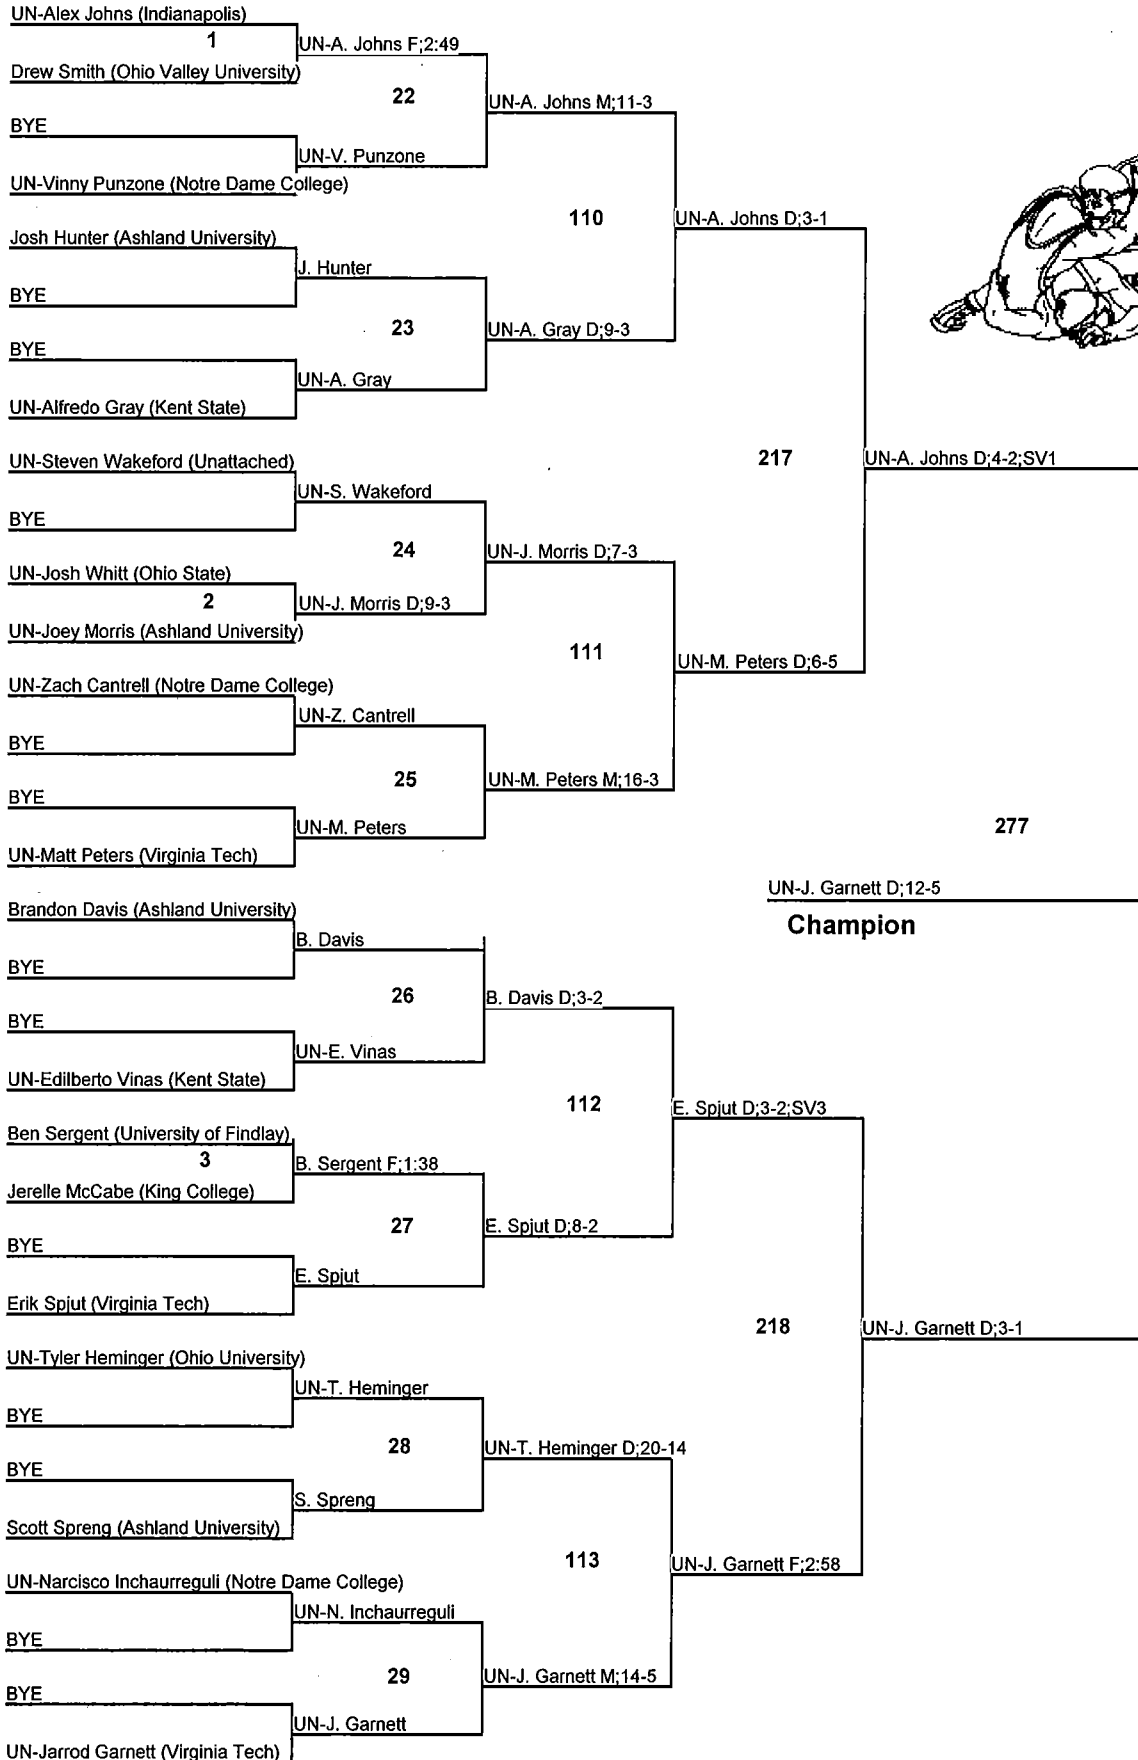 UN-Alex Johns (Indianapolis)
1
UN-A. Johns F;2:49
Drew Smith (Ohio Valley University)
22
UN-A. Johns M;11-3
BYE
UN-V. Punzone
UN-Vinny Punzone (Notre Dame College)
110
UN-A. Johns D;3-1
Josh Hunter (Ashland University)
J. Hunter
BYE
23
UN-A. Gray D;9-3
BYE
UN-A. Gray
UN-Alfredo Gray (Kent State)
217
UN-A. Johns D;4-2;SV1
UN-Steven Wakeford (Unattached)
UN-S. Wakeford
BYE
24
UN-J. Morris D;7-3
UN-Josh Whitt (Ohio State)
2
UN-J. Morris D;9-3
UN-Joey Morris (Ashland University)
111
UN-M. Peters D;6-5
UN-Zach Cantrell (Notre Dame College)
UN-Z. Cantrell
BYE
25
UN-M. Peters M;16-3
BYE
UN-M. Peters
UN-Matt Peters (Virginia Tech)
277
UN-J. Garnett D;12-5
Champion
Brandon Davis (Ashland University)
B. Davis
BYE
26
B. Davis D;3-2
BYE
UN-E. Vinas
UN-Edilberto Vinas (Kent State)
112
E. Spjut D;3-2;SV3
Ben Sergent (University of Findlay)
3
B. Sergent F;1:38
Jerelle McCabe (King College)
27
E. Spjut D;8-2
BYE
E. Spjut
Erik Spjut (Virginia Tech)
218
UN-J. Garnett D;3-1
UN-Tyler Heminger (Ohio University)
UN-T. Heminger
BYE
28
UN-T. Heminger D;20-14
BYE
S. Spreng
Scott Spreng (Ashland University)
113
UN-J. Garnett F;2:58
UN-Narcisco Inchaurreguli (Notre Dame College)
UN-N. Inchaurreguli
BYE
29
UN-J. Garnett M;14-5
BYE
UN-J. Garnett
UN-Jarrod Garnett (Virginia Tech)